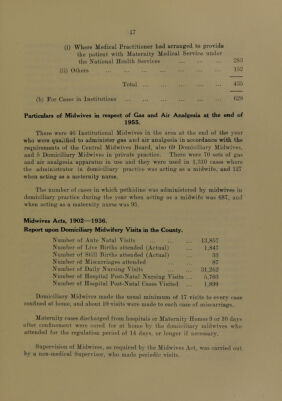 17
(i) Where Medical Practitioner had arranged to provide
the patient with Maternity Medical Service under
the National Health Services ... ... ... 283
(ii) Others ... ... ... ... ... ... ... 152
Total ... ... ... ... ... 435
(b) For Cases in Institutions ... ... ... ... ... 629
Particulars of Midwives in respect of Gas and Air Analgesia at the end of
1955.
There were 46 Institutional Midwives in the area at the end of the year
who were qualified to administer gas and air analgesia in accordance with the
requirements of the Central Midwives Board, also 69 Domiciliary Midwives,
and 5 Domiciliary Midwives in private practice. There were 70 sets of gas
and air analgesia apparatus in use and they were used in 1,310 cases where
the administrator in domiciliary practice was acting as a midwife, and 127
when acting as a maternity nurse.
The number of cases in which pethidine was administered by midwives in
domiciliary practice during the year when acting as a midwife was 687, and
when acting as a maternity nurse was 95.
Midwives Acts, 1902—1936.
Report upon Domiciliary Midwifery Visits in the County.
Number of Ante Natal Visits ... ... 13,857
Number of Live Births attended (Actual) ... 1,847
Number of Still Births attended (Actual) ... 33
Number of Miscarriages attended ... 87
Number of Daily Nursing Visits ... ... 31,262
Number of Hospital Post-Natal Nursing Visits ... 5,703
Number of Hospital Post-Natal Cases Visited ... 1,899
Domiciliary Midwives made the usual minimum of 17 visits to every case
confined at home, and about 10 visits were made to each case of miscarriage.
Maternity cases discharged from hospitals or Maternity Homes 9 or 10 days
after confinement were cared for at home by the domiciliary midwives who
attended for the regulation period of 14 days, or longer if necessary.
Supervision of Midwives, as required by the Midwives Act, was carried out
by a non-medical Supervisor, who made periodic visits.